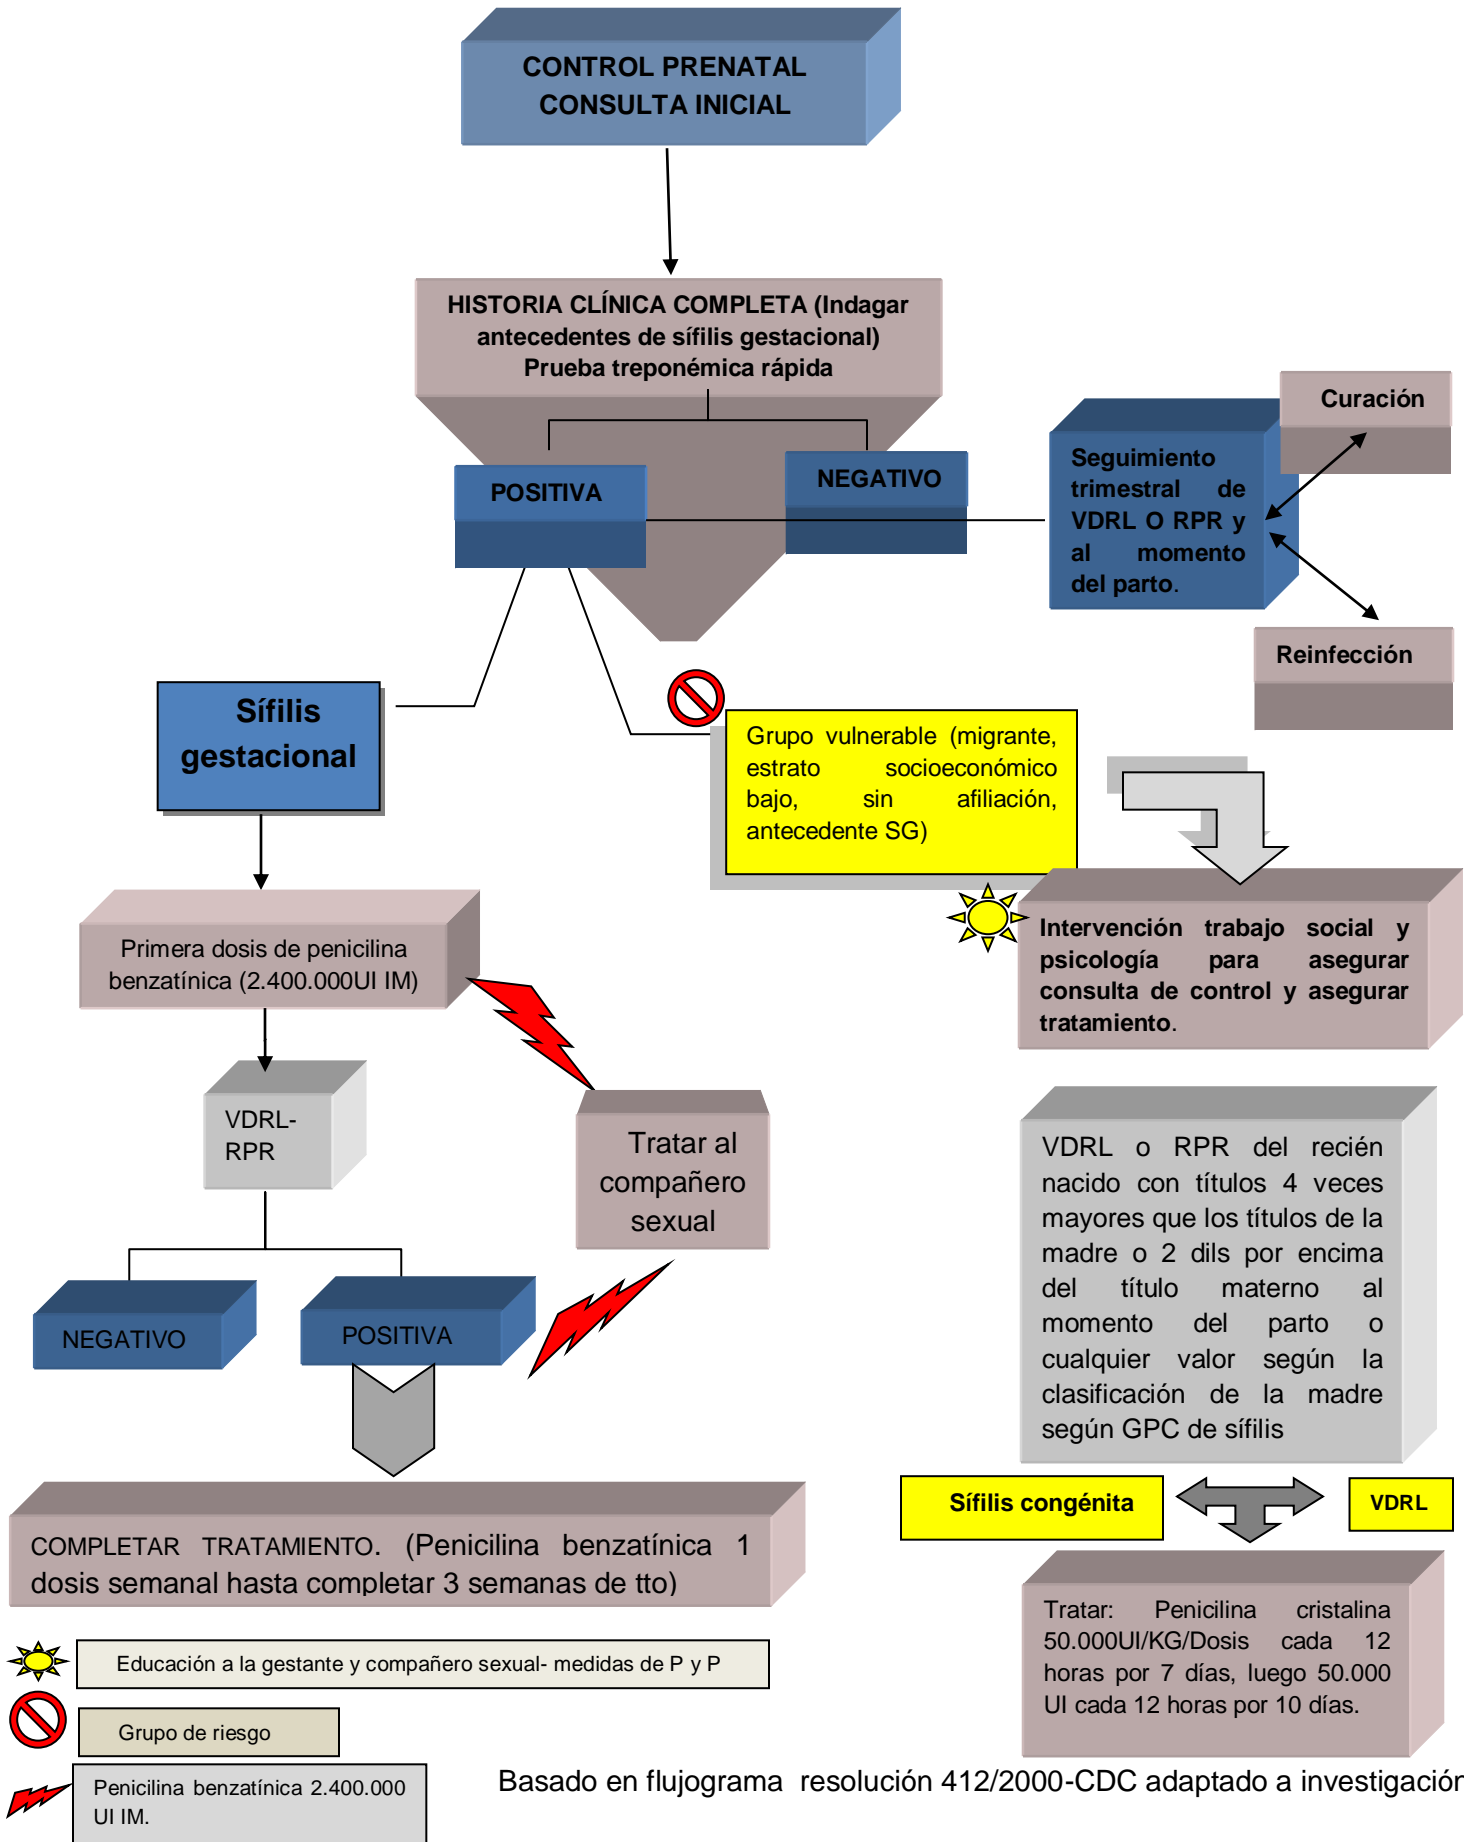 CONTROL PRENATAL
CONSULTA INICIAL
HISTORIA CLÍNICA COMPLETA (Indagar
antecedentes de sífilis gestacional)
Prueba treponémica rápida
POSITIVA
NEGATIVO
Seguimiento
trimestral de
VDRL O RPR y
al momento
del parto.
Curación
Reinfección
Sífilis
gestacional
Grupo vulnerable (migrante,
estrato socioeconómico
bajo, sin afiliación,
antecedente SG)
Intervención trabajo social y
psicología para asegurar
consulta de control y asegurar
tratamiento.
Primera dosis de penicilina
benzatínica (2.400.000UI IM)
VDRL-
RPR
Tratar al
compañero
sexual
NEGATIVO
POSITIVA
VDRL o RPR del recién
nacido con títulos 4 veces
mayores que los títulos de la
madre o 2 dils por encima
del título materno al
momento del parto o
cualquier valor según la
clasificación de la madre
según GPC de sífilis
Sífilis congénita
VDRL
COMPLETAR TRATAMIENTO. (Penicilina benzatínica 1
dosis semanal hasta completar 3 semanas de tto)
Tratar: Penicilina cristalina
50.000UI/KG/Dosis cada 12
horas por 7 días, luego 50.000
UI cada 12 horas por 10 días.
Educación a la gestante y compañero sexual- medidas de P y P
Grupo de riesgo
Penicilina benzatínica 2.400.000
UI IM.
Basado en flujograma resolución 412/2000-CDC adaptado a investigación